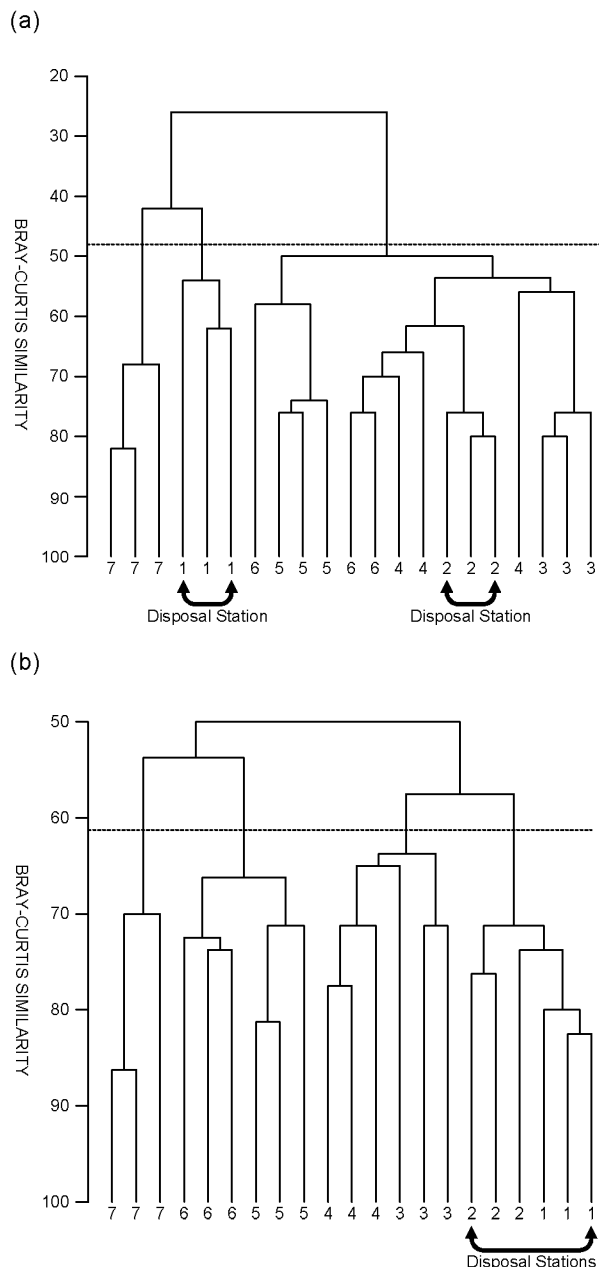 (a)
20
30
40
50
60
70
80
90
100
BRAY-CURTIS SIMILARITY
7 7 7 1 1 1 6 5 5 5 6 6 4 4 2 2 2 4 3 3 3
Disposal Station Disposal Station
(b)
50
60
70
80
90
100
BRAY-CURTIS SIMILARITY
7 7 7 6 6 6 5 5 5 4 4 4 3 3 3 2 2 2 1 1 1
Disposal Stations